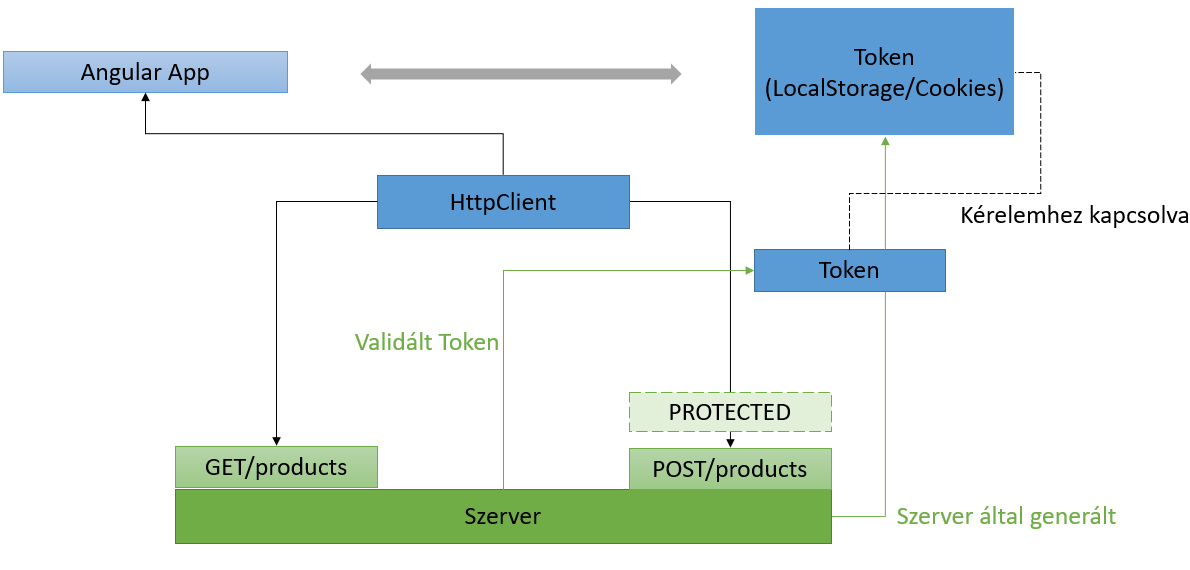 Angular App
Token
(LocalStorage/Cookies)
HttpClient
Kérelemhez kapcsolva
Token
Validált Token
PROTECTED
GET/products
POST/products
Szerver
Szerver által generált